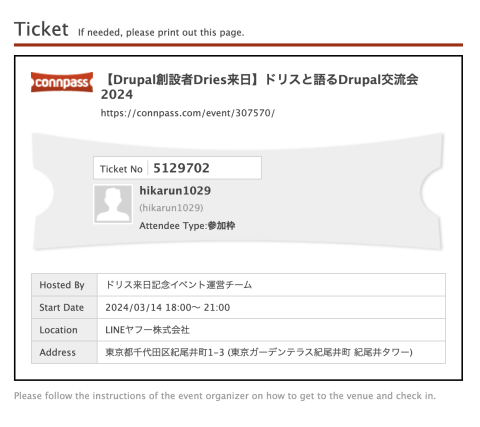 Ticket If needed, please print out this page.
connpass
【Drupal創設者Dries来日】ドリスと語るDrupal交流会
2024
https://connpass.com/event/307570/
Ticket No 5129702
hikarun1029
(hikarun1029)
Attendee Type:参加枠
Hosted By ドリス来日記念イベント運営チーム
Start Date 2024/03/14 18:00〜 21:00
Location LINEヤフー株式会社
Address 東京都千代田区紀尾井町1−3 (東京ガーデンテラス紀尾井町 紀尾井タワー)
Please follow the instructions of the event organizer on how to get to the venue and check in.